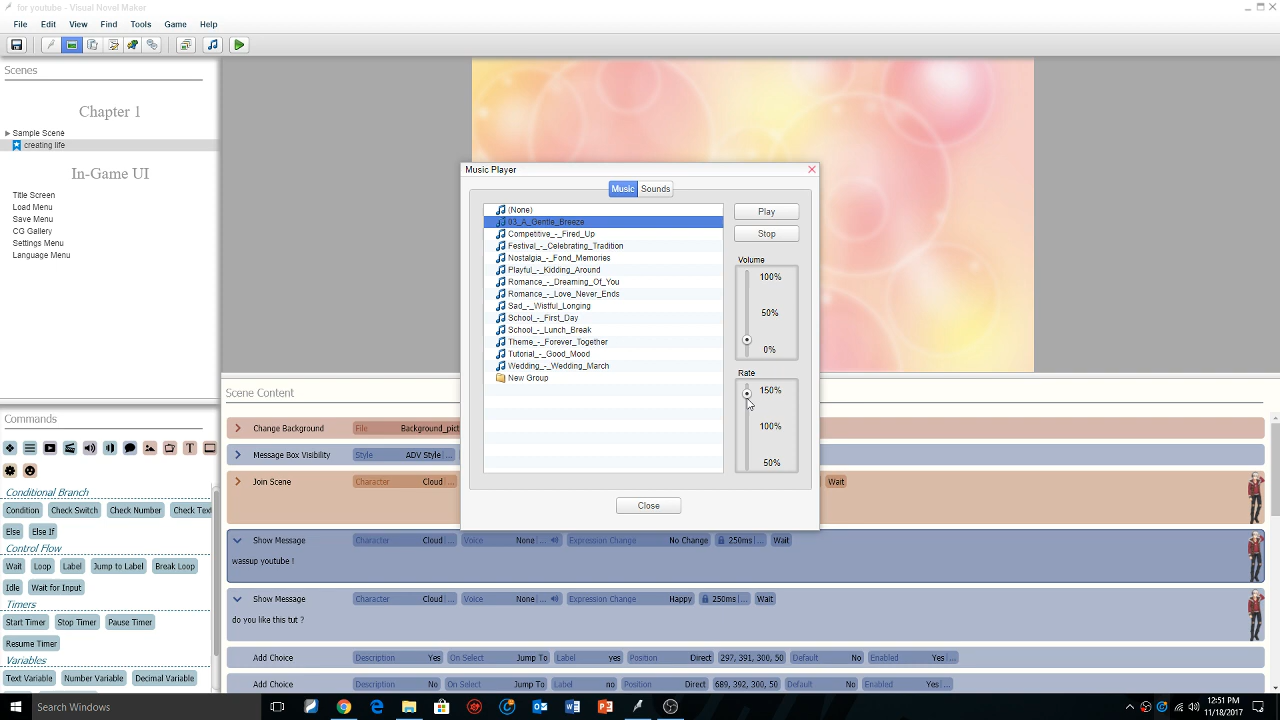 for youtube - Visual Novel Maker
File Edit View Find Tools Game Help
Scenes
Chapter 1
Sample Scene
creating life
In-Game UI
Title Screen
Load Menu
Save Menu
CG Gallery
Settings Menu
Language Menu
Commands
Conditional Branch
Condition Check Switch Check Number Check Text
Else Else If
Control Flow
Wait Loop Label Jump to Label Break Loop
Idle Wait for Input
Timers
Start Timer Stop Timer Pause Timer
Resume Timer
Variables
Text Variable Number Variable Decimal Variable
Music Player
Music Sounds
(None)
03_A_Gentle_Breeze
Competitive_-_Fired_Up
Festival_-_Celebrating_Tradition
Nostalgia_-_Fond_Memories
Playful_-_Kidding_Around
Romance_-_Dreaming_Of_You
Romance_-_Love_Never_Ends
Sad_-_Wistful_Longing
School_-_First_Day
School_-_Lunch_Break
Theme_-_Forever_Together
Tutorial_-_Good_Mood
Wedding_-_Wedding_March
New Group
Play
Stop
Volume
100%
50%
0%
Rate
150%
100%
50%
Close
Scene Content
Change Background File Background_pict
Message Box Visibility Style ADV Style ...
Join Scene Character Cloud ... Wait
Show Message Character Cloud ... Voice None ... Expression Change No Change 250ms ... Wait
wassup youtube !
Show Message Character Cloud ... Voice None ... Expression Change Happy 250ms ... Wait
do you like this tut ?
Add Choice Description Yes On Select Jump To Label yes Position Direct 297, 391, 300, 50 Default No Enabled Yes ...
Add Choice Description No On Select Jump To Label no Position Direct 689, 392, 300, 50 Default No Enabled Yes ...
Search Windows
12:51 PM
11/18/2017